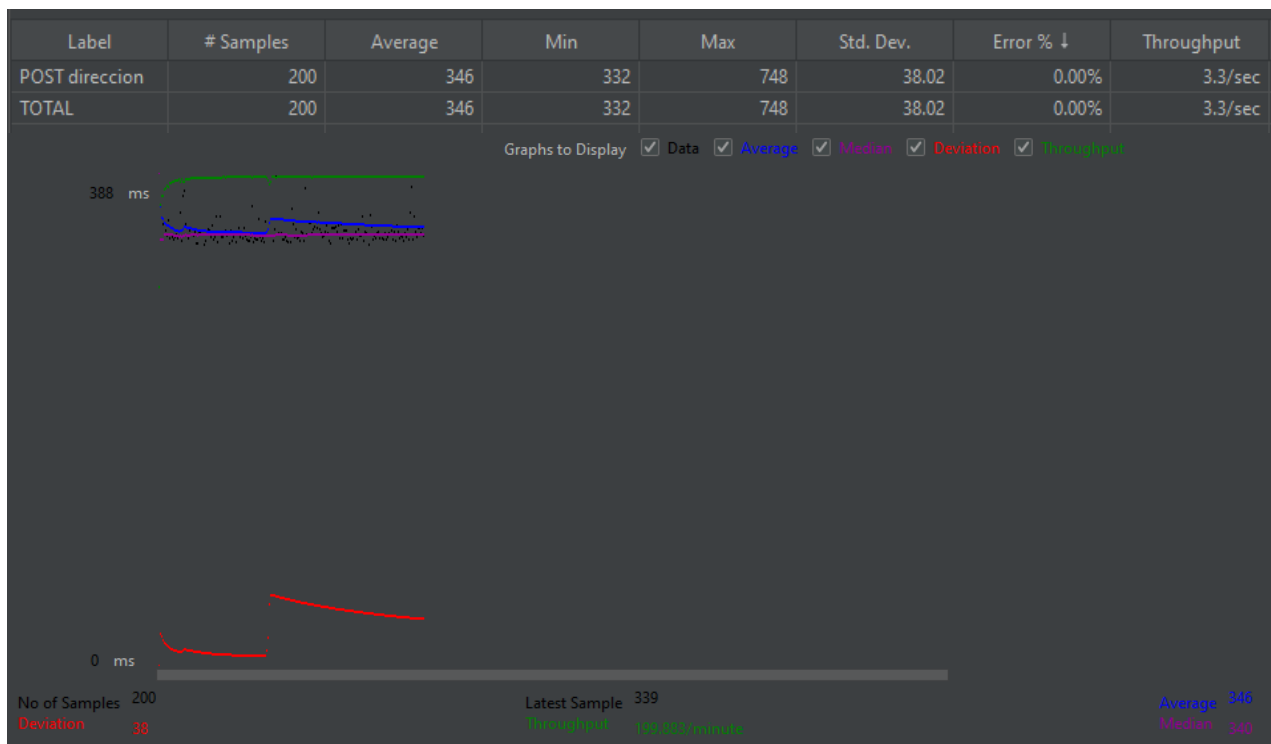 Label # Samples Average Min Max Std. Dev. Error % ↓ Throughput
POST direccion 200 346 332 748 38.02 0.00% 3.3/sec
TOTAL 200 346 332 748 38.02 0.00% 3.3/sec
Graphs to Display Data Average Median Deviation Throughput
388 ms
0 ms
No of Samples 200 Latest Sample 339 Average 346
Deviation 38 Throughput 199.883/minute Median 340